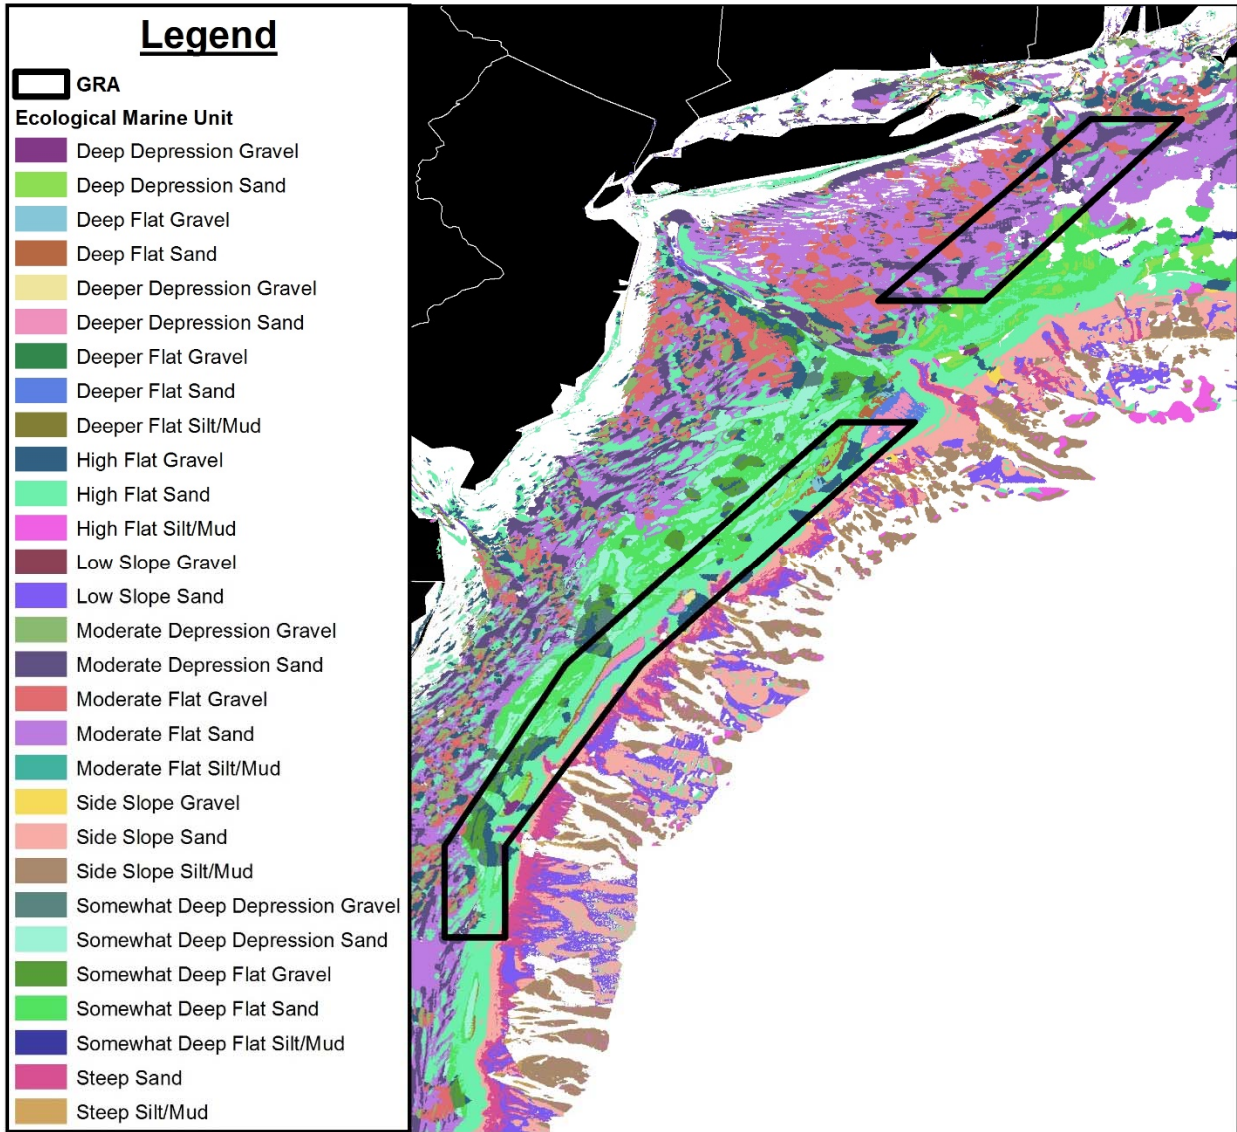 Legend
GRA
Ecological Marine Unit
Deep Depression Gravel
Deep Depression Sand
Deep Flat Gravel
Deep Flat Sand
Deeper Depression Gravel
Deeper Depression Sand
Deeper Flat Gravel
Deeper Flat Sand
Deeper Flat Silt/Mud
High Flat Gravel
High Flat Sand
High Flat Silt/Mud
Low Slope Gravel
Low Slope Sand
Moderate Depression Gravel
Moderate Depression Sand
Moderate Flat Gravel
Moderate Flat Sand
Moderate Flat Silt/Mud
Side Slope Gravel
Side Slope Sand
Side Slope Silt/Mud
Somewhat Deep Depression Gravel
Somewhat Deep Depression Sand
Somewhat Deep Flat Gravel
Somewhat Deep Flat Sand
Somewhat Deep Flat Silt/Mud
Steep Sand
Steep Silt/Mud